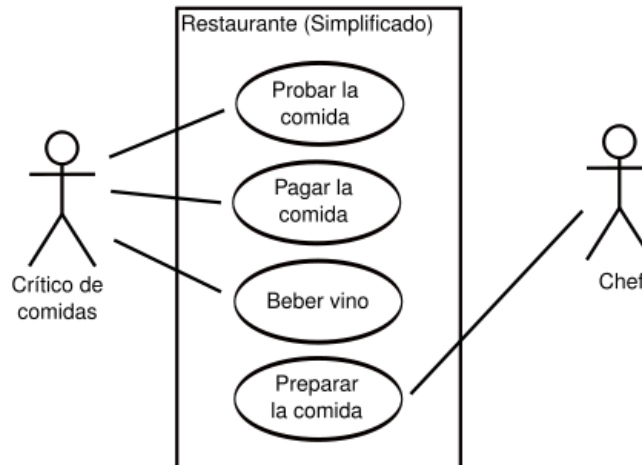 Restaurante (Simplificado)
Probar la
comida
Pagar la
comida
Beber vino
Preparar
la comida
Crítico de
comidas
Chef